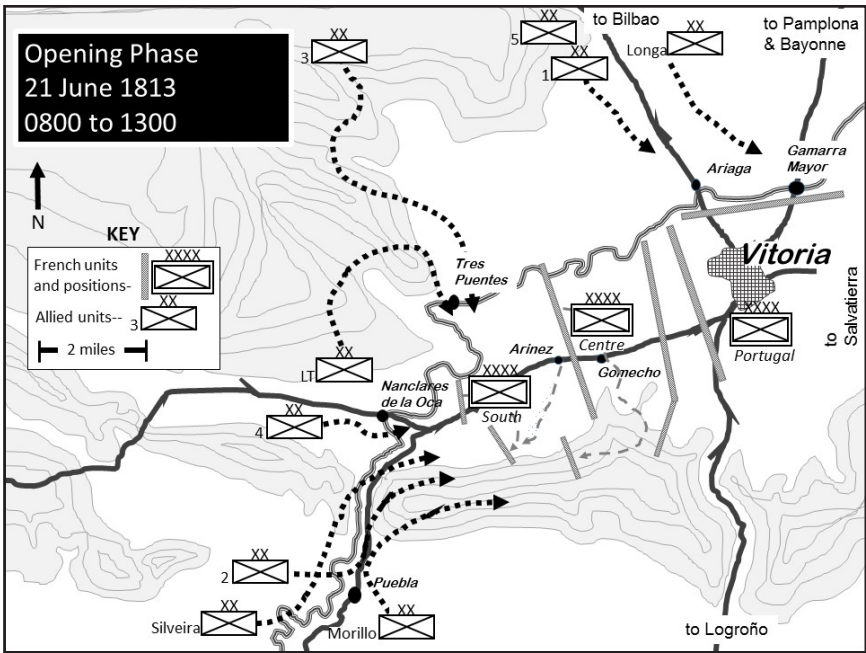 Opening Phase
21 June 1813
0800 to 1300
N
KEY
French units
and positions-
XXXX
Allied units--
3
XX
2 miles
3
XX
5
XX
1
XX
to Bilbao
Longa
XX
to Pamplona
& Bayonne
Ariaga
Gamarra
Mayor
Vitoria
to
Salvatierra
Tres
Puentes
XXXX
Centre
XXXX
Portugal
Arinez
Gomecho
XXXX
South
LT
XX
Nanclares
de la Oca
4
XX
2
XX
Puebla
Silveira
XX
Morillo
XX
to Logroño